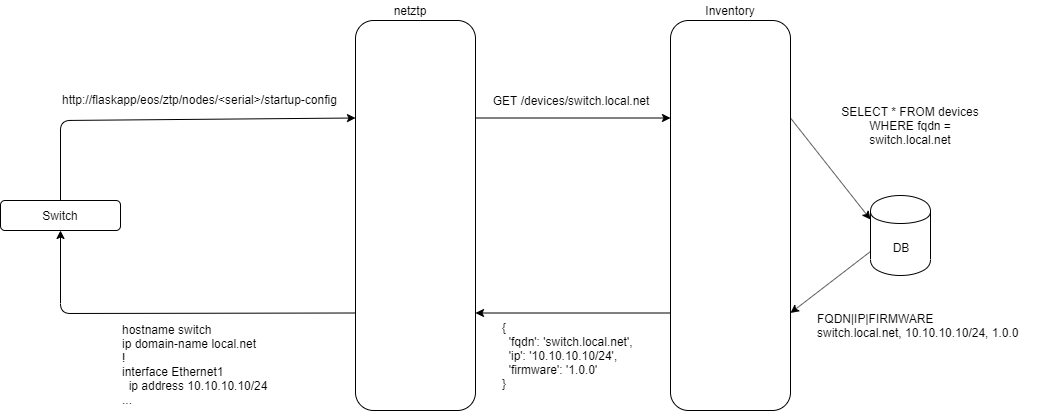 netztp
Inventory
http://flaskapp/eos/ztp/nodes/<serial>/startup-config
GET /devices/switch.local.net
SELECT * FROM devices
WHERE fqdn =
switch.local.net
Switch
DB
FQDN|IP|FIRMWARE
switch.local.net, 10.10.10.10/24, 1.0.0
hostname switch
ip domain-name local.net
!
interface Ethernet1
ip address 10.10.10.10/24
...
{
'fqdn': 'switch.local.net',
'ip': '10.10.10.10/24',
'firmware': '1.0.0'
}